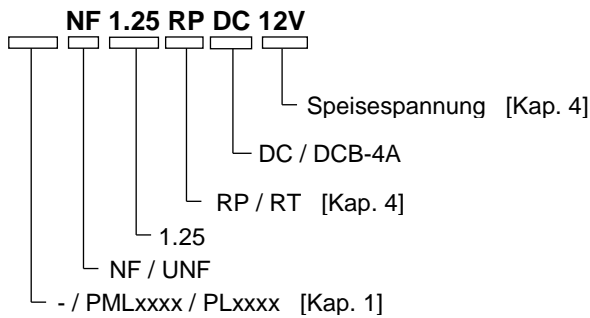 NF 1.25 RP DC 12V
Speisespannung [Kap. 4]
DC / DCB-4A
RP / RT [Kap. 4]
1.25
NF / UNF
- / PMLxxxx / PLxxxx [Kap. 1]